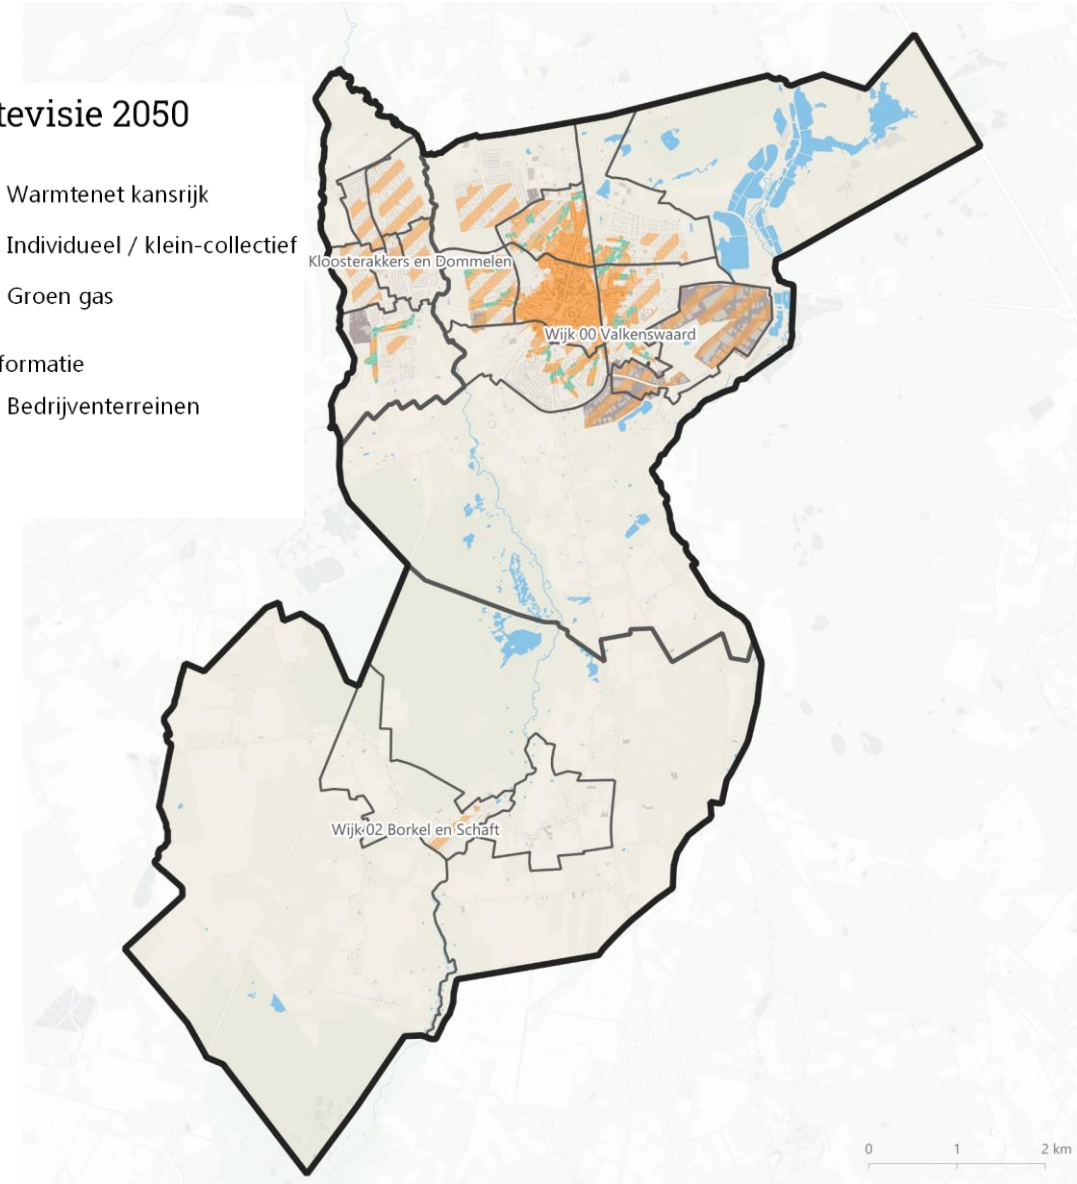 tevisie 2050
Warmtenet kansrijk
Individueel / klein-collectief
Groen gas
formatie
Bedrijventerreinen
Kloosterakkers en Dommelen
Wijk 00 Valkenswaard
Wijk 02 Borkel en Schaft
0 1 2 km